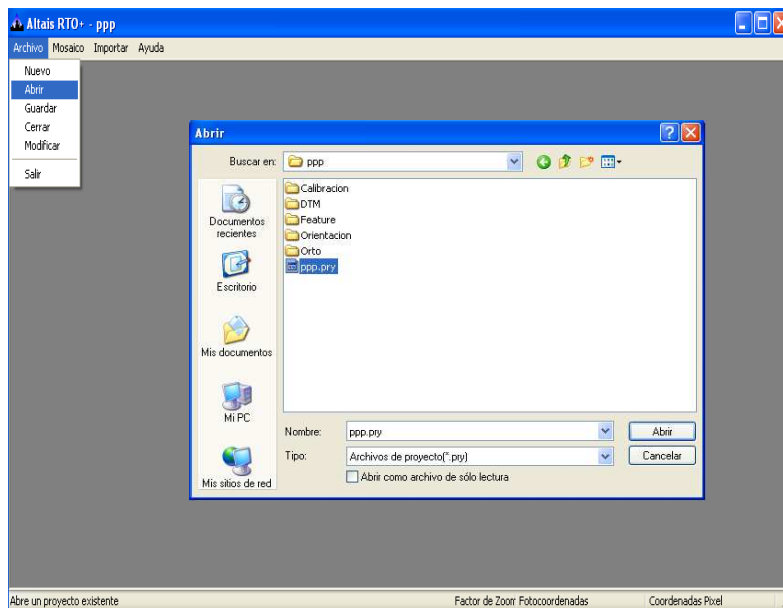 Altais RTO+ - ppp
Archivo Mosaico Importar Ayuda
Nuevo
Abrir
Guardar
Cerrar
Modificar
Salir
Abrir
Buscar en: ppp
Documentos
recientes
Escritorio
Mis documentos
Mi PC
Mis sitios de red
Calibracion
DTM
Feature
Orientacion
Orto
ppp.pry
Nombre: ppp.pry Abrir
Tipo: Archivos de proyecto(*.pry) Cancelar
Abrir como archivo de sólo lectura
Abre un proyecto existente Factor de Zoom Fotocoordenadas Coordenadas Pixel